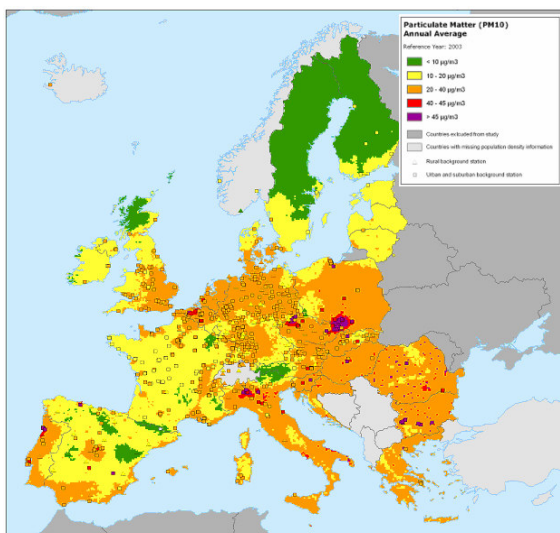 Particulate Matter (PM10)
Annual Average
Reference Year: 2003
< 10 µg/m3
10 - 20 µg/m3
20 - 40 µg/m3
40 - 45 µg/m3
> 45 µg/m3
Countries excluded from study
Countries with missing population density information
Rural background station
Urban and suburban background station